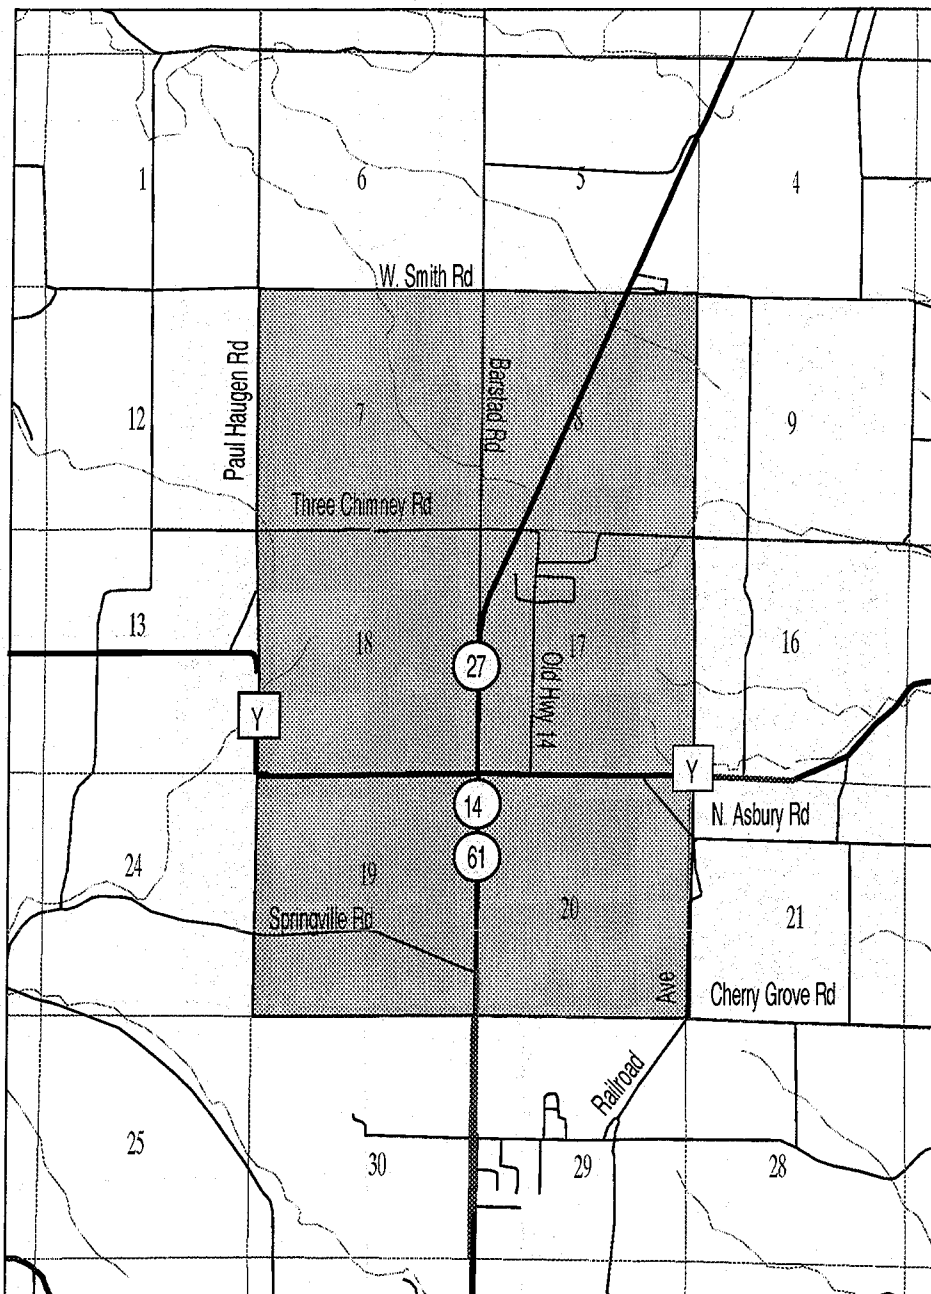 1
6
5
4
W. Smith Rd
Paul Haugen Rd
Barstad Rd
12
7
8
9
Three Chimney Rd
13
18
27
17
16
Old Hwy 14
Y
Y
14
N. Asbury Rd
61
24
19
20
21
Springville Rd
Ave
Cherry Grove Rd
Railroad
25
30
29
28